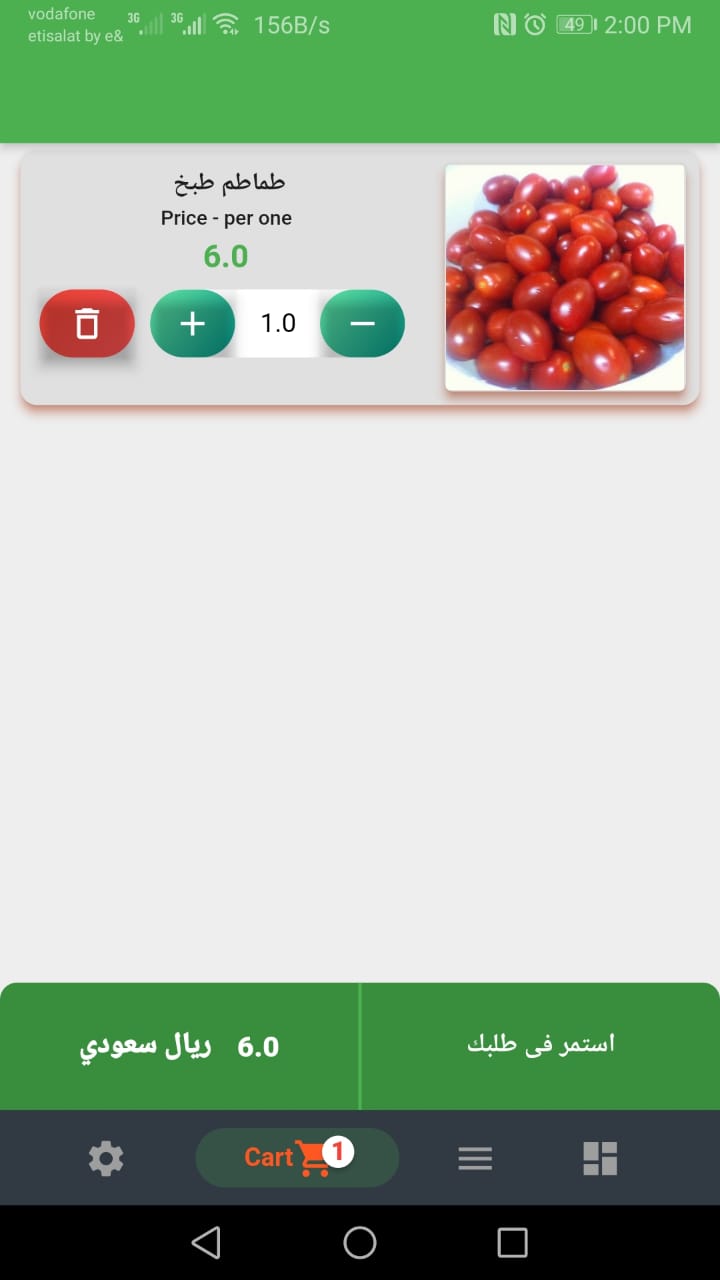 vodafone
etisalat by e&
3G
3G
156B/s
49
2:00 PM
طماطم طبخ
Price - per one
6.0
1.0
استمر فى طلبك
6.0 ريال سعودي
Cart
1